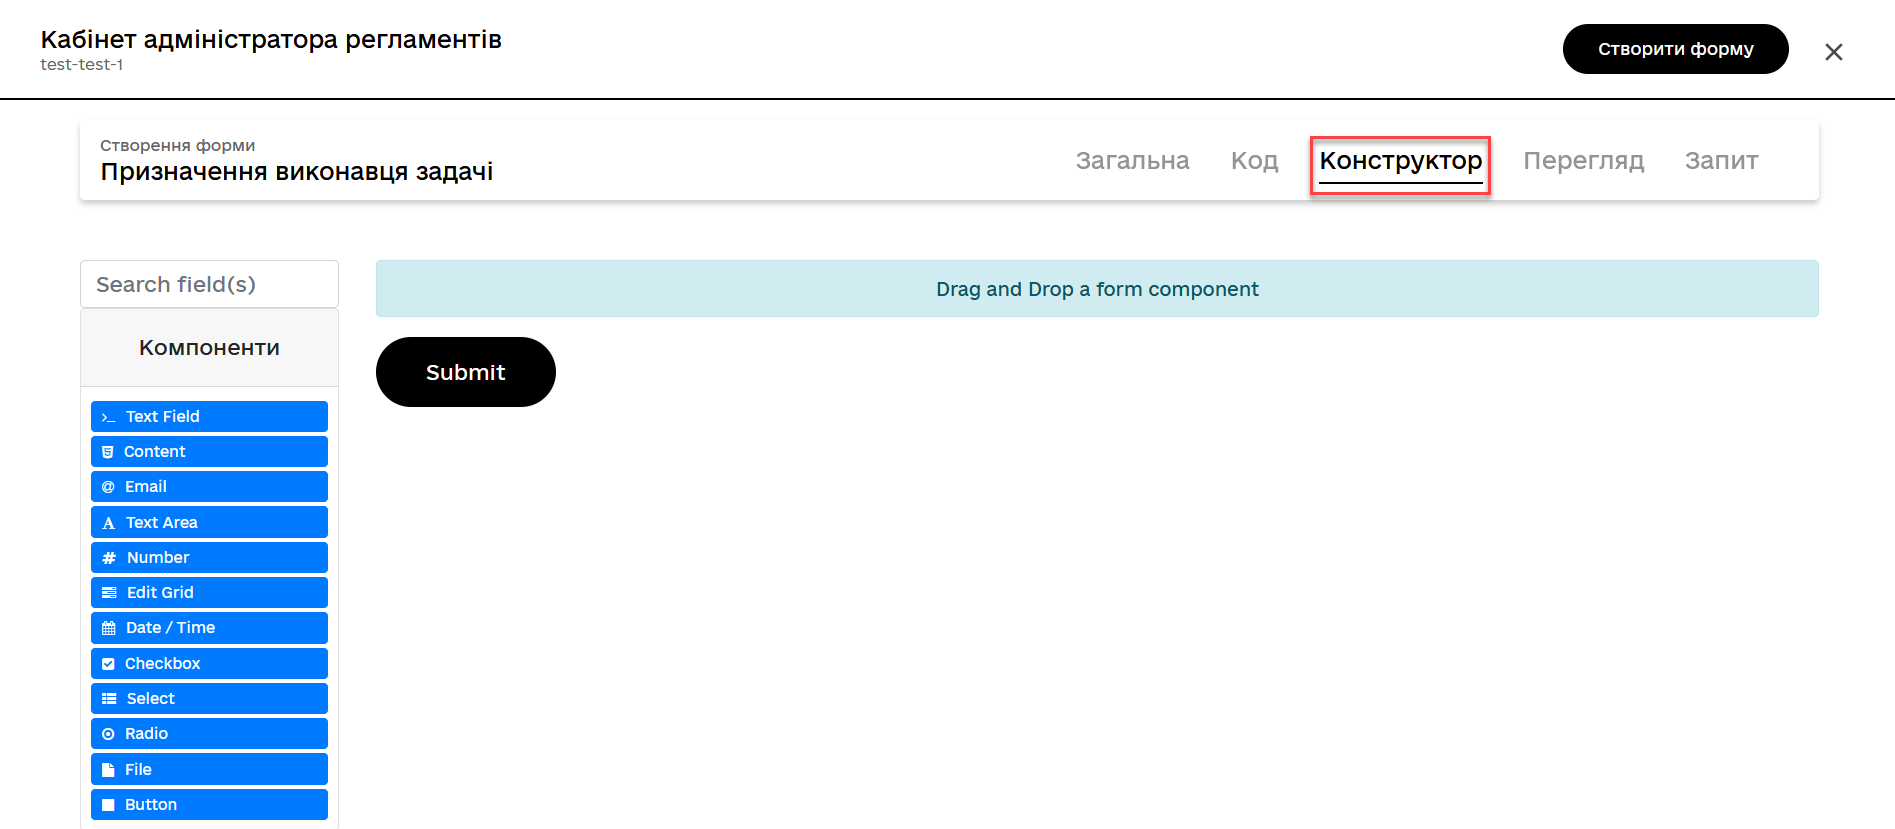 Кабінет адміністратора регламентів
test-test-1
Створити форму
Створення форми
Призначення виконавця задачі
Загальна Код Конструктор Перегляд Запит
Search field(s)
Drag and Drop a form component
Компоненти
Submit
Text Field
Content
Email
Text Area
Number
Edit Grid
Date / Time
Checkbox
Select
Radio
File
Button